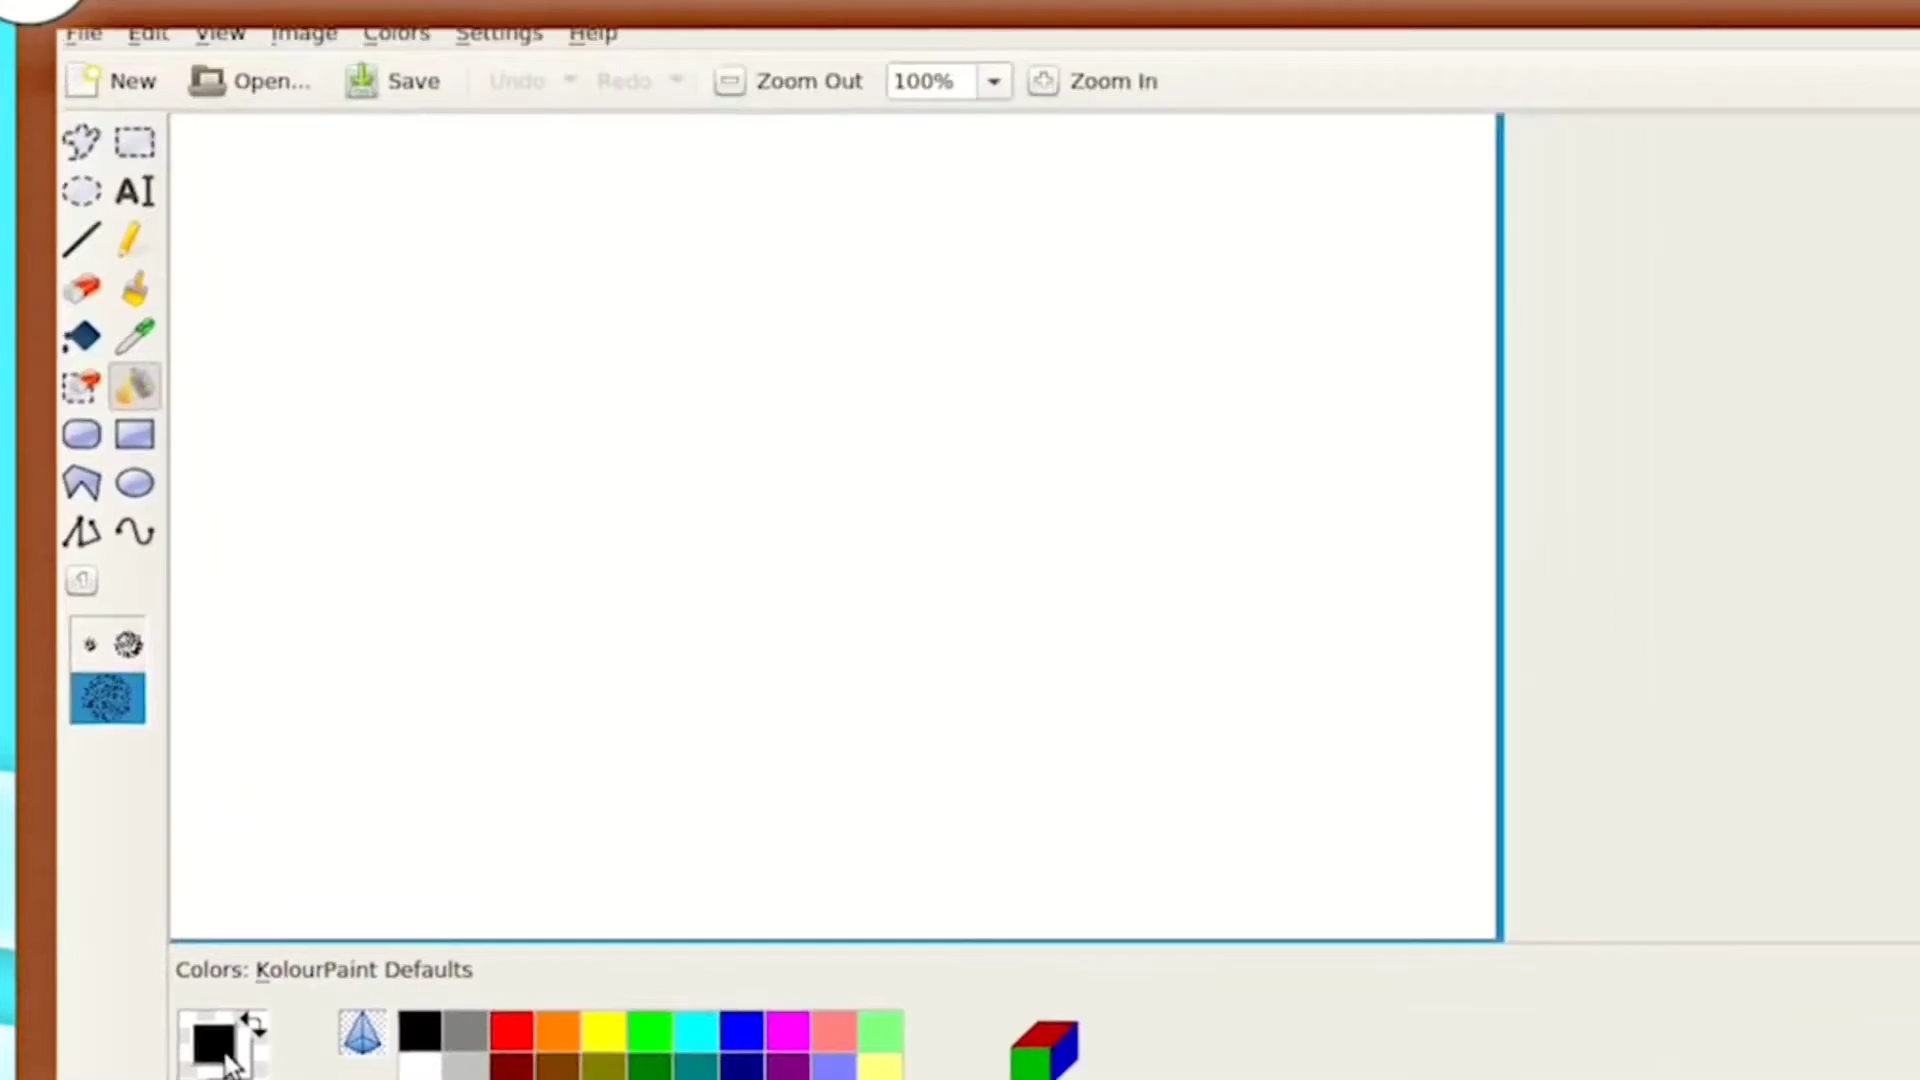 File Edit View Image Colors Settings Help
New Open... Save Undo Redo Zoom Out 100% Zoom In
AI
Colors: KolourPaint Defaults